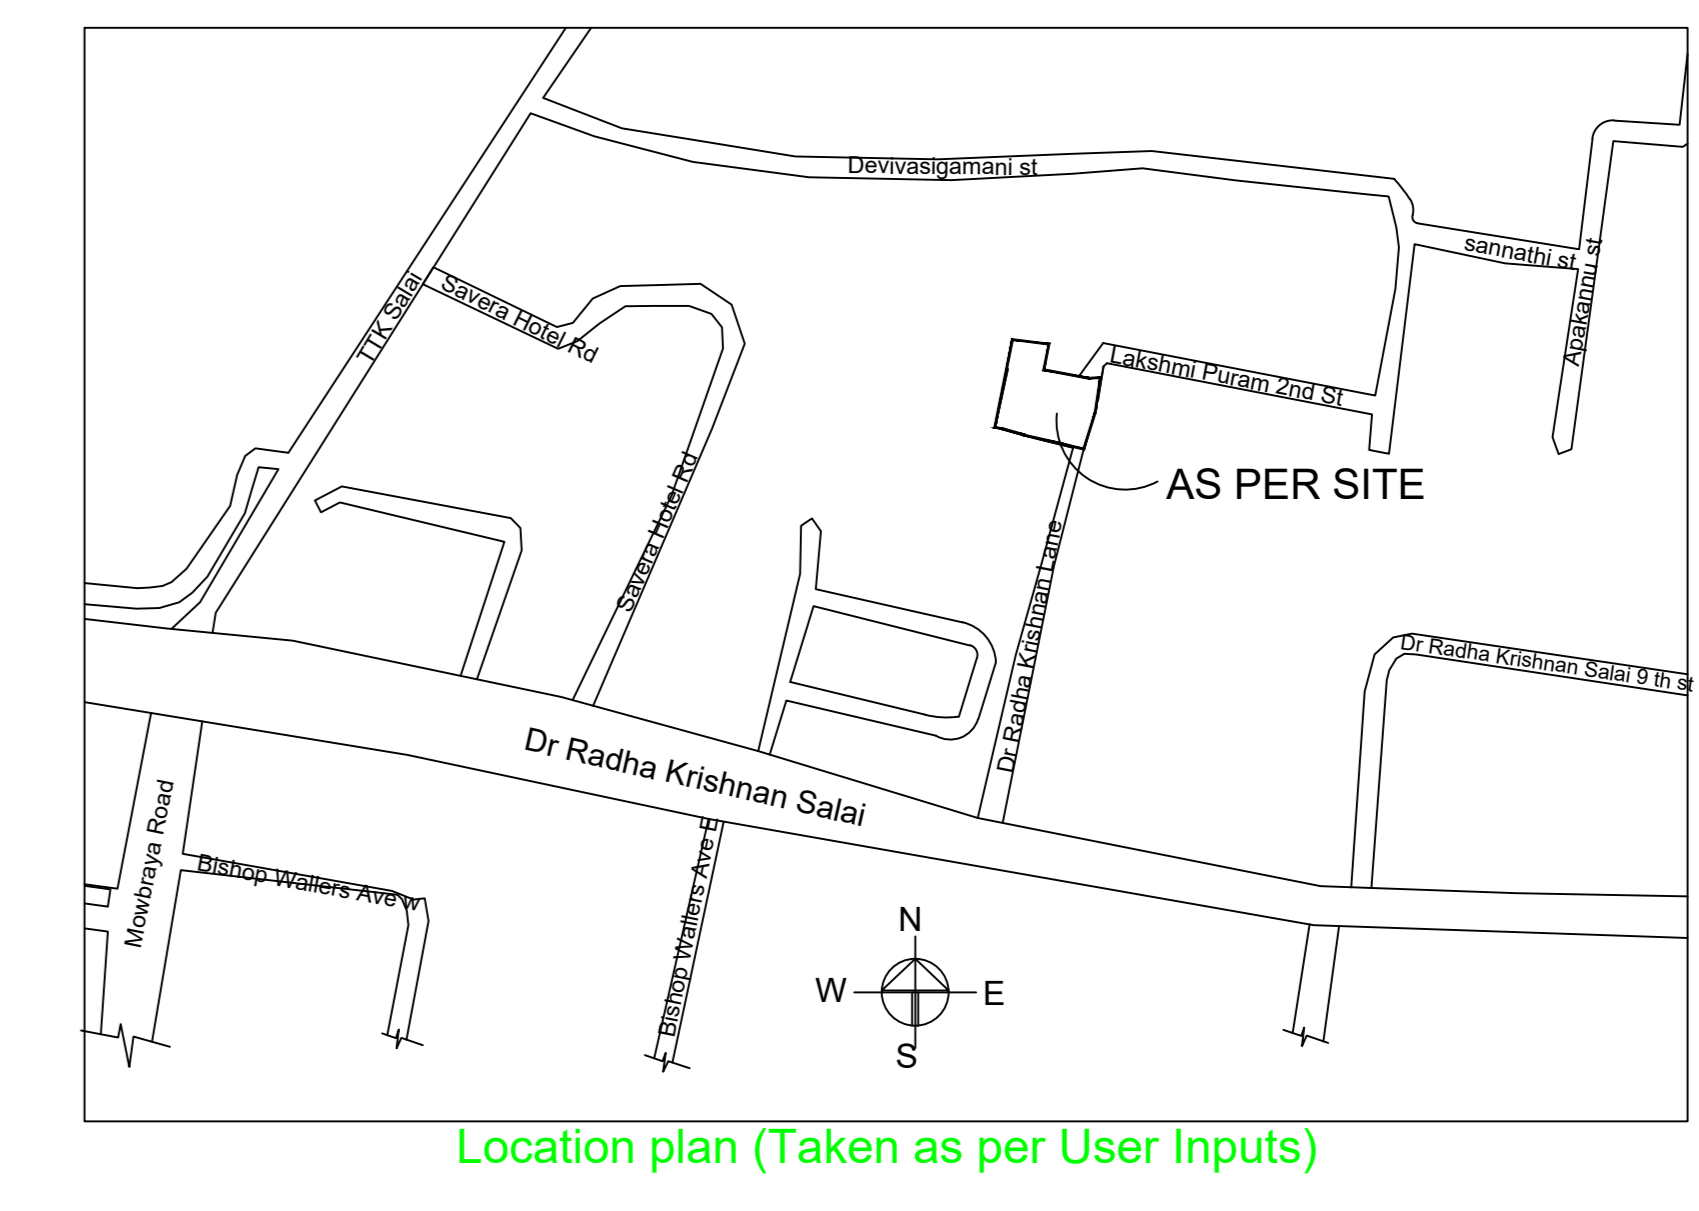 Devivasigamani st
sannathi st
Apakannu st
TTK Salai
Savera Hotel Rd
Lakshmi Puram 2nd St
AS PER SITE
Savera Hotel Rd
Dr Radha Krishnan Lane
Dr Radha Krishnan Salai 9 th st
Dr Radha Krishnan Salai
Mowbraya Road
Bishop Wallers Ave w
Bishop Wallers Ave E
N
W
E
S
Location plan (Taken as per User Inputs)